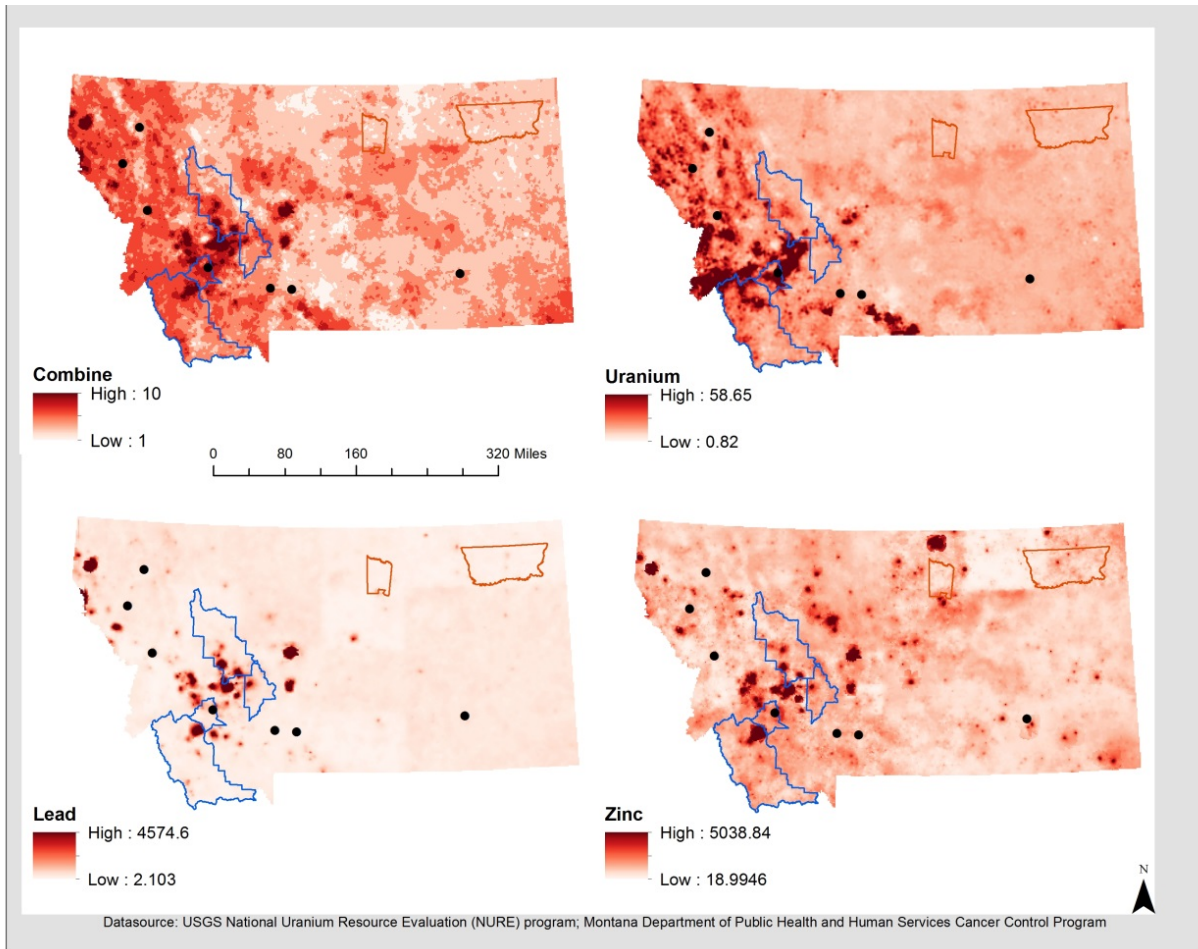 Combine
High : 10
Low : 1
Uranium
High : 58.65
Low : 0.82
0 80 160 320 Miles
Lead
High : 4574.6
Low : 2.103
Zinc
High : 5038.84
Low : 18.9946
N
Datasource: USGS National Uranium Resource Evaluation (NURE) program; Montana Department of Public Health and Human Services Cancer Control Program